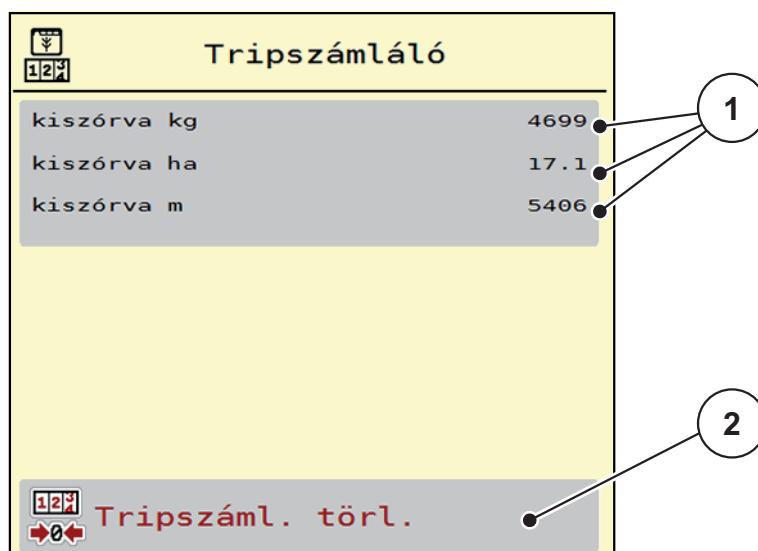 Tripszámláló
kiszórva kg 4699
kiszórva ha 17.1
kiszórva m 5406
1
2
Tripszáml. törl.